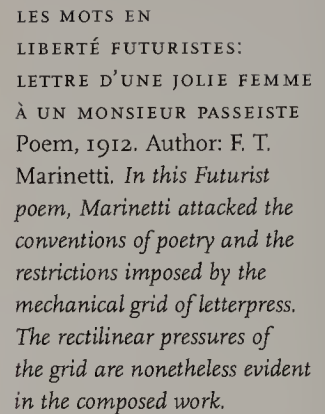 LES MOTS EN
LIBERTÉ FUTURISTES:
LETTRE D'UNE JOLIE FEMME
À UN MONSIEUR PASSEISTE
Poem, 1912. Author: F. T.
Marinetti. In this Futurist
poem, Marinetti attacked the
conventions of poetry and the
restrictions imposed by the
mechanical grid of letterpress.
The rectilinear pressures of
the grid are nonetheless evident
in the composed work.